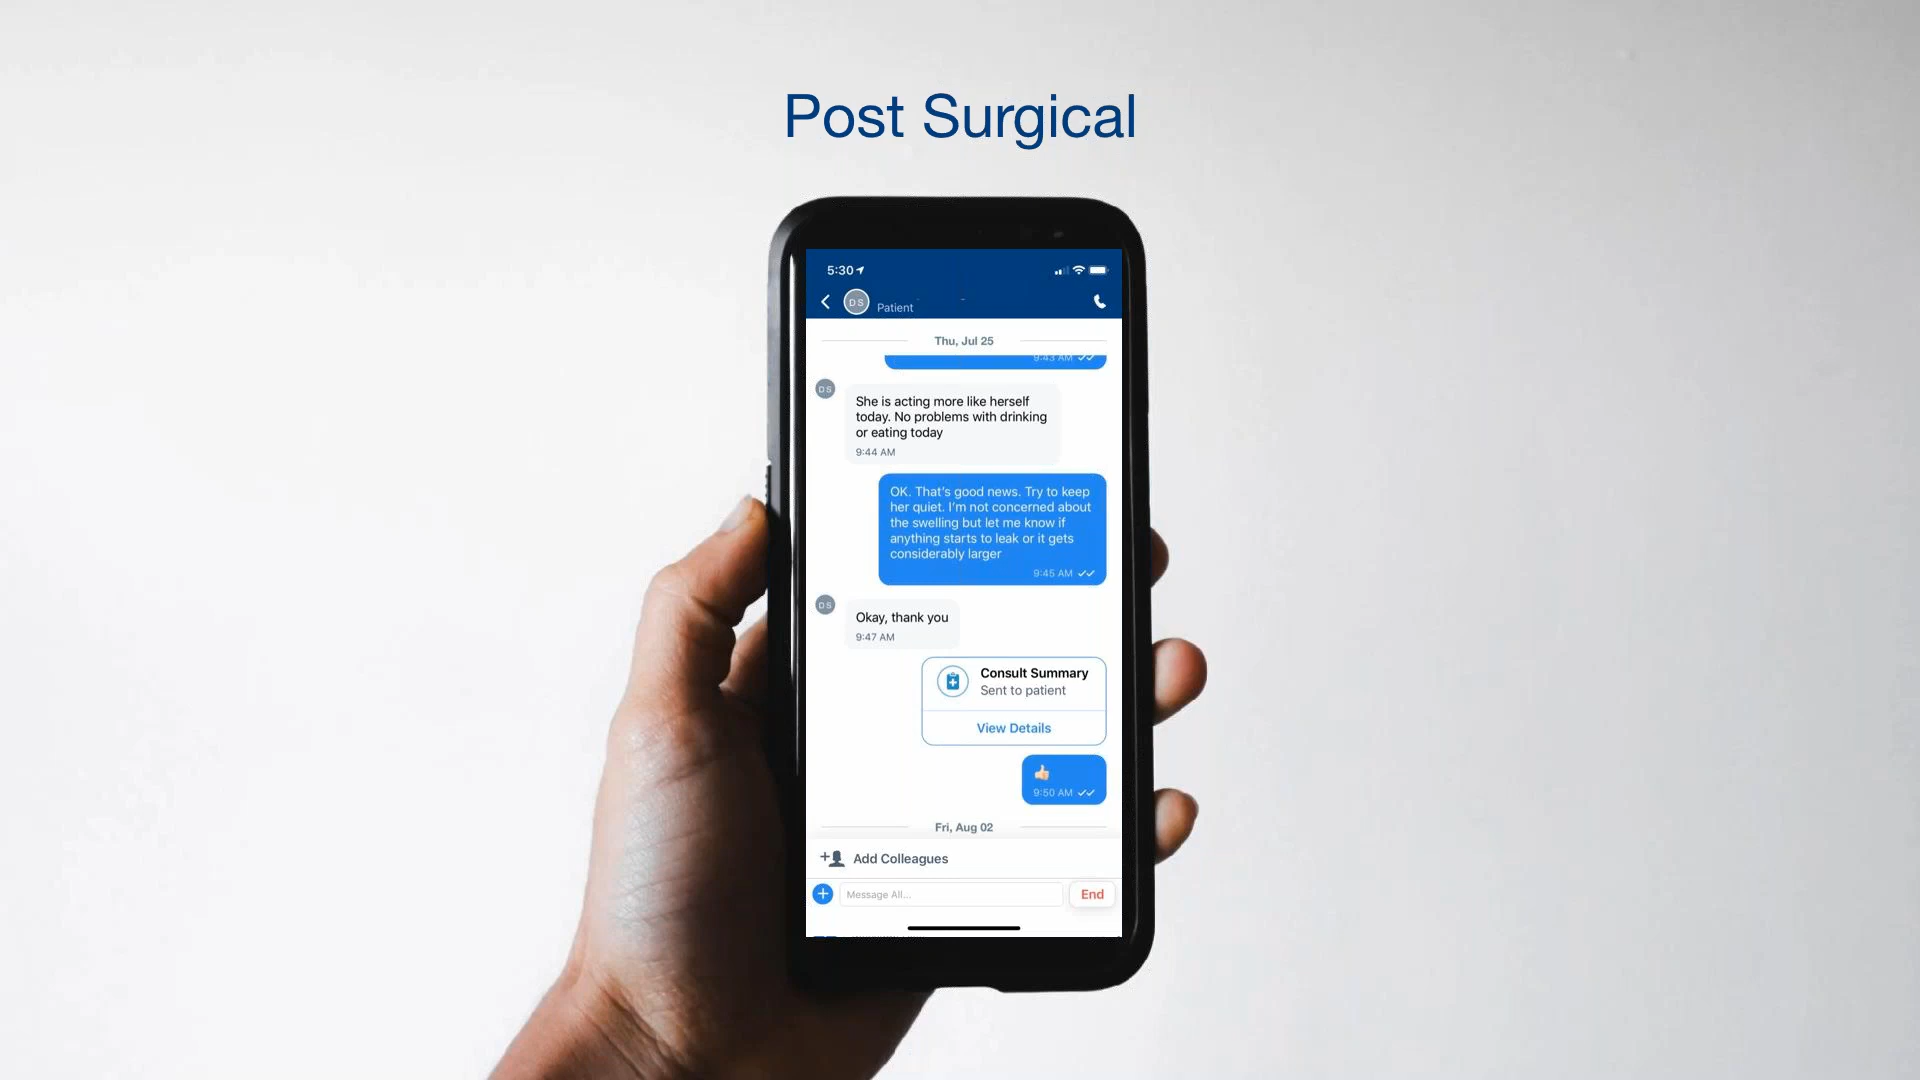 Post Surgical
5:30
DS
Patient
Thu, Jul 25
9:43 AM
DS
She is acting more like herself
today. No problems with drinking
or eating today
9:44 AM
OK. That's good news. Try to keep
her quiet. I'm not concerned about
the swelling but let me know if
anything starts to leak or it gets
considerably larger
9:45 AM
DS
Okay, thank you
9:47 AM
Consult Summary
Sent to patient
View Details
👍🏻
9:50 AM
Fri, Aug 02
Add Colleagues
Message All...
End